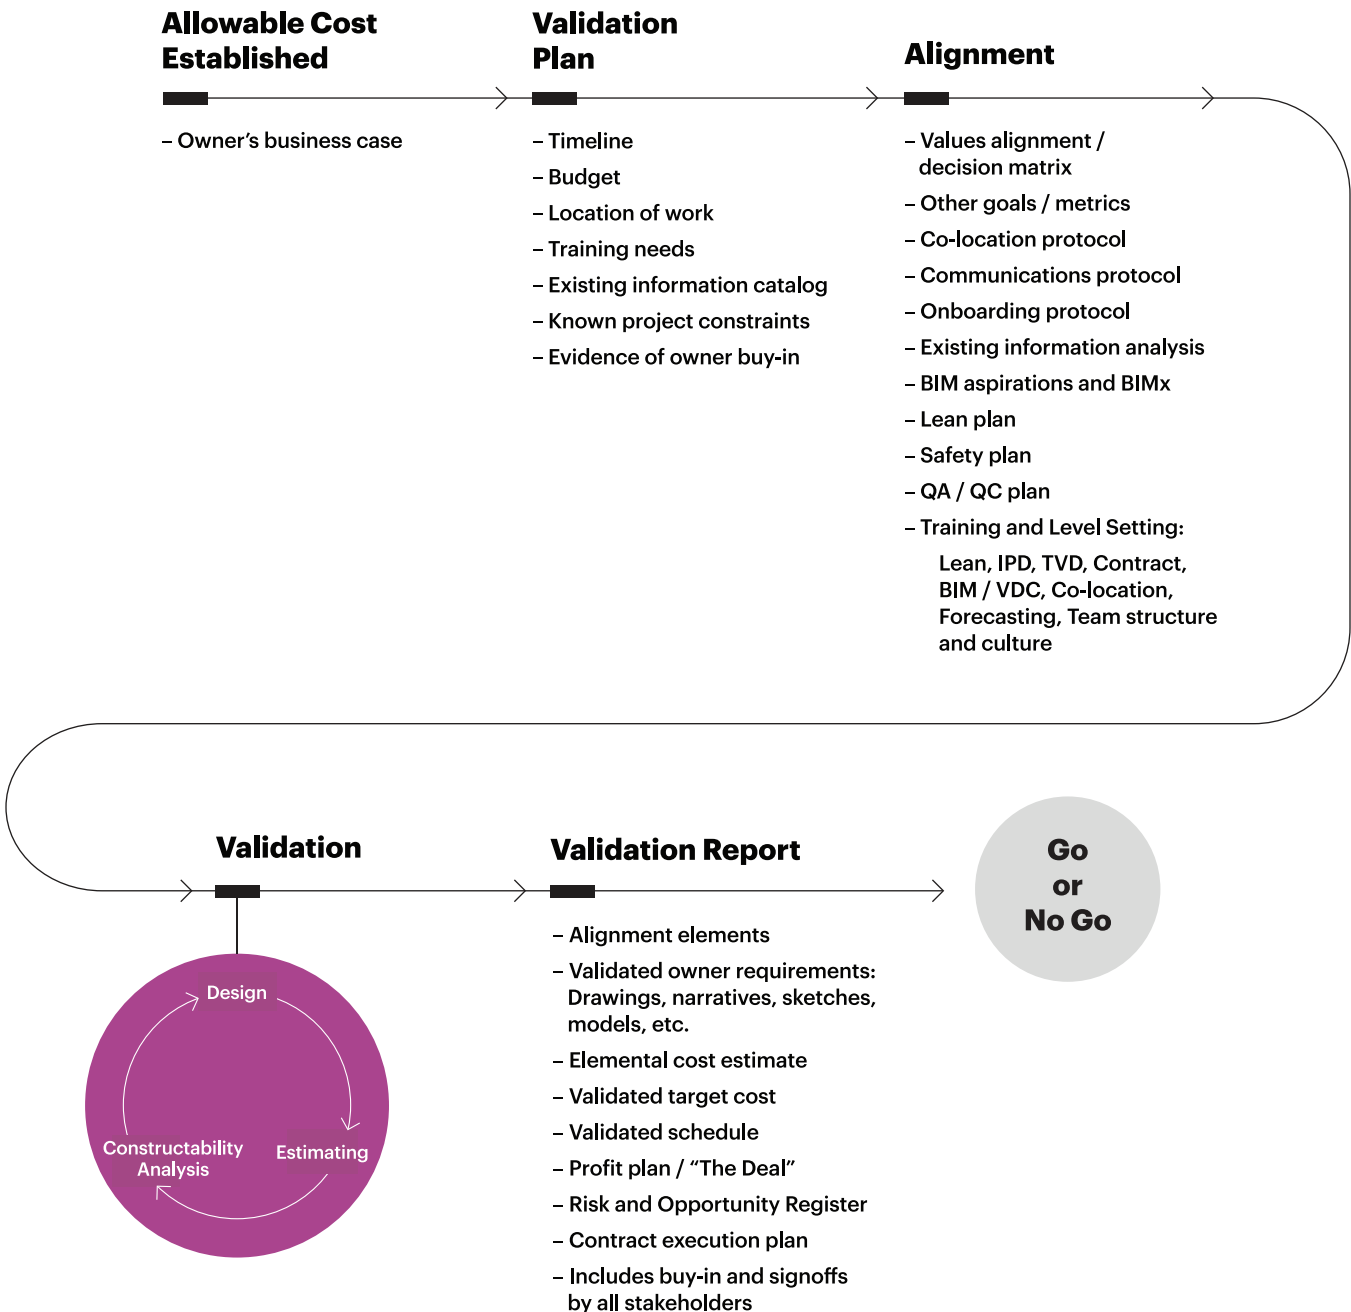 Allowable Cost
Established
– Owner's business case
Validation
Plan
– Timeline
– Budget
– Location of work
– Training needs
– Existing information catalog
– Known project constraints
– Evidence of owner buy-in
Alignment
– Values alignment /
decision matrix
– Other goals / metrics
– Co-location protocol
– Communications protocol
– Onboarding protocol
– Existing information analysis
– BIM aspirations and BIMx
– Lean plan
– Safety plan
– QA / QC plan
– Training and Level Setting:
Lean, IPD, TVD, Contract,
BIM / VDC, Co-location,
Forecasting, Team structure
and culture
Validation
Design
Estimating
Constructability
Analysis
Validation Report
– Alignment elements
– Validated owner requirements:
Drawings, narratives, sketches,
models, etc.
– Elemental cost estimate
– Validated target cost
– Validated schedule
– Profit plan / “The Deal”
– Risk and Opportunity Register
– Contract execution plan
– Includes buy-in and signoffs
by all stakeholders
Go
or
No Go